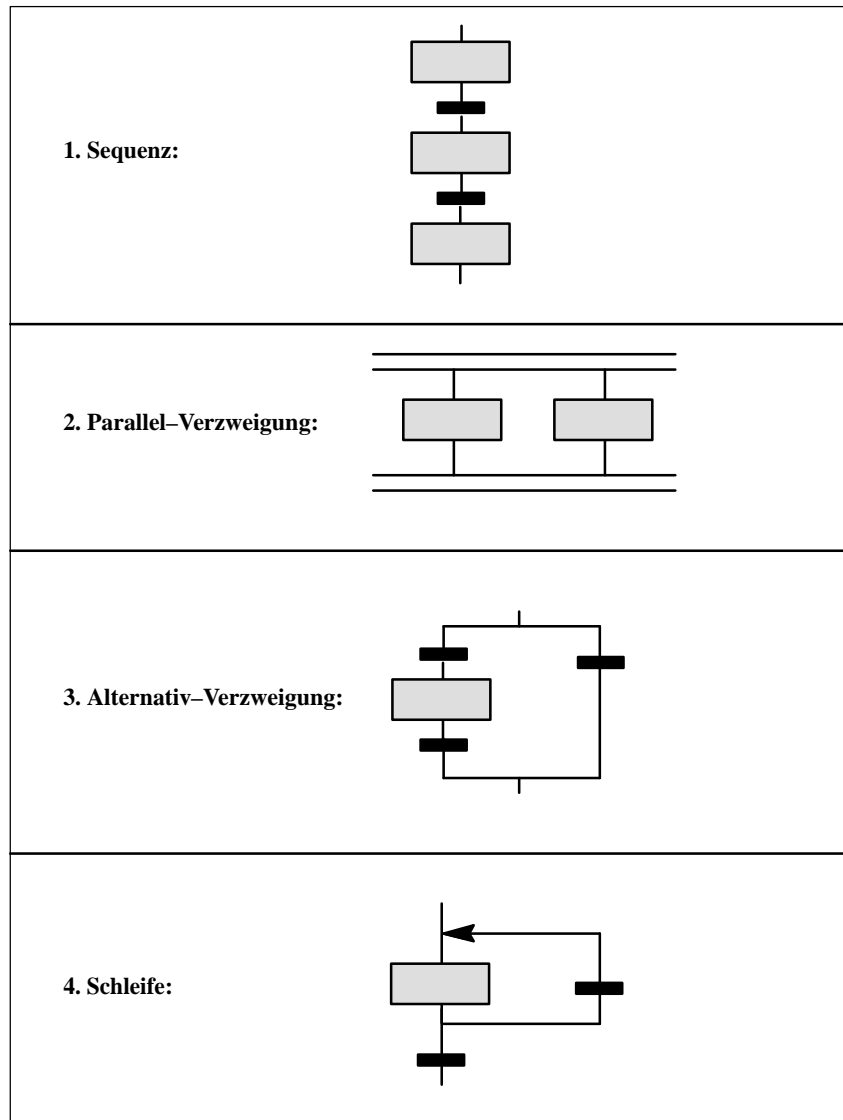 1. Sequenz:
2. Parallel–Verzweigung:
3. Alternativ–Verzweigung:
4. Schleife: